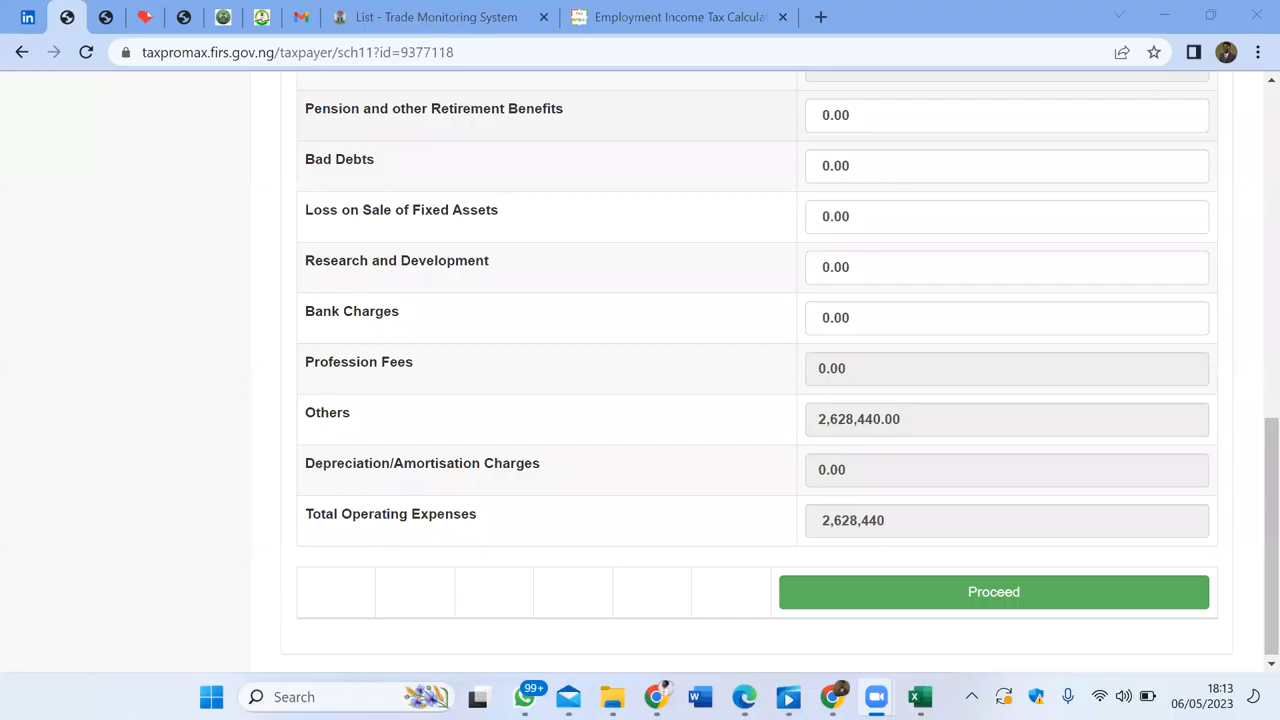 List - Trade Monitoring System
Employment Income Tax Calcula
taxpromax.firs.gov.ng/taxpayer/sch11?id=9377118
Pension and other Retirement Benefits 0.00
Bad Debts 0.00
Loss on Sale of Fixed Assets 0.00
Research and Development 0.00
Bank Charges 0.00
Profession Fees 0.00
Others 2,628,440.00
Depreciation/Amortisation Charges 0.00
Total Operating Expenses 2,628,440
Proceed
Search
99+
18:13
06/05/2023